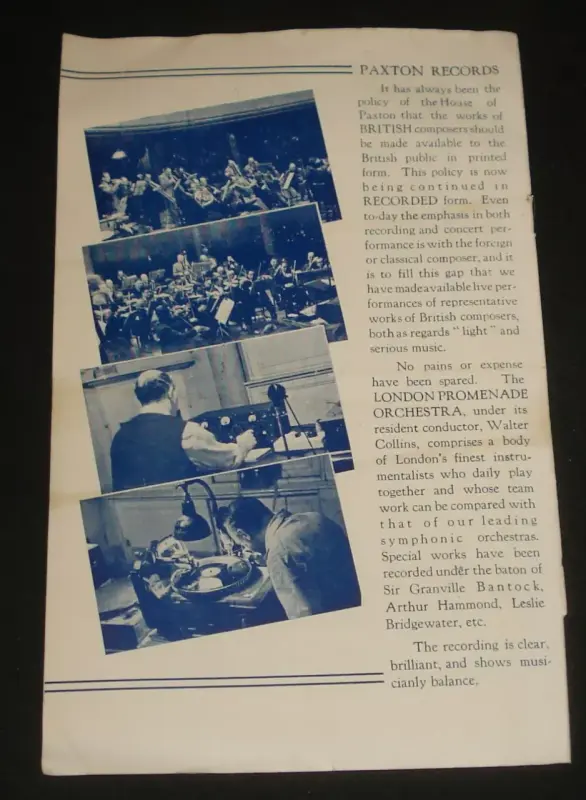 PAXTON RECORDS
It has always been the
policy of the House of
Paxton that the works of
BRITISH composers should
be made available to the
British public in printed
form. This policy is now
being continued in
RECORDED form. Even
to-day the emphasis in both
recording and concert per-
formance is with the foreign
or classical composer, and it
is to fill this gap that we
have made available live per-
formances of representative
works of British composers,
both as regards "light" and
serious music.
No pains or expense
have been spared. The
LONDON PROMENADE
ORCHESTRA, under its
resident conductor, Walter
Collins, comprises a body
of London's finest instru-
mentalists who daily play
together and whose team
work can be compared with
that of our leading
symphonic orchestras.
Special works have been
recorded under the baton of
Sir Granville Bantock,
Arthur Hammond, Leslie
Bridgewater, etc.
The recording is clear,
brilliant, and shows musi-
cianly balance.